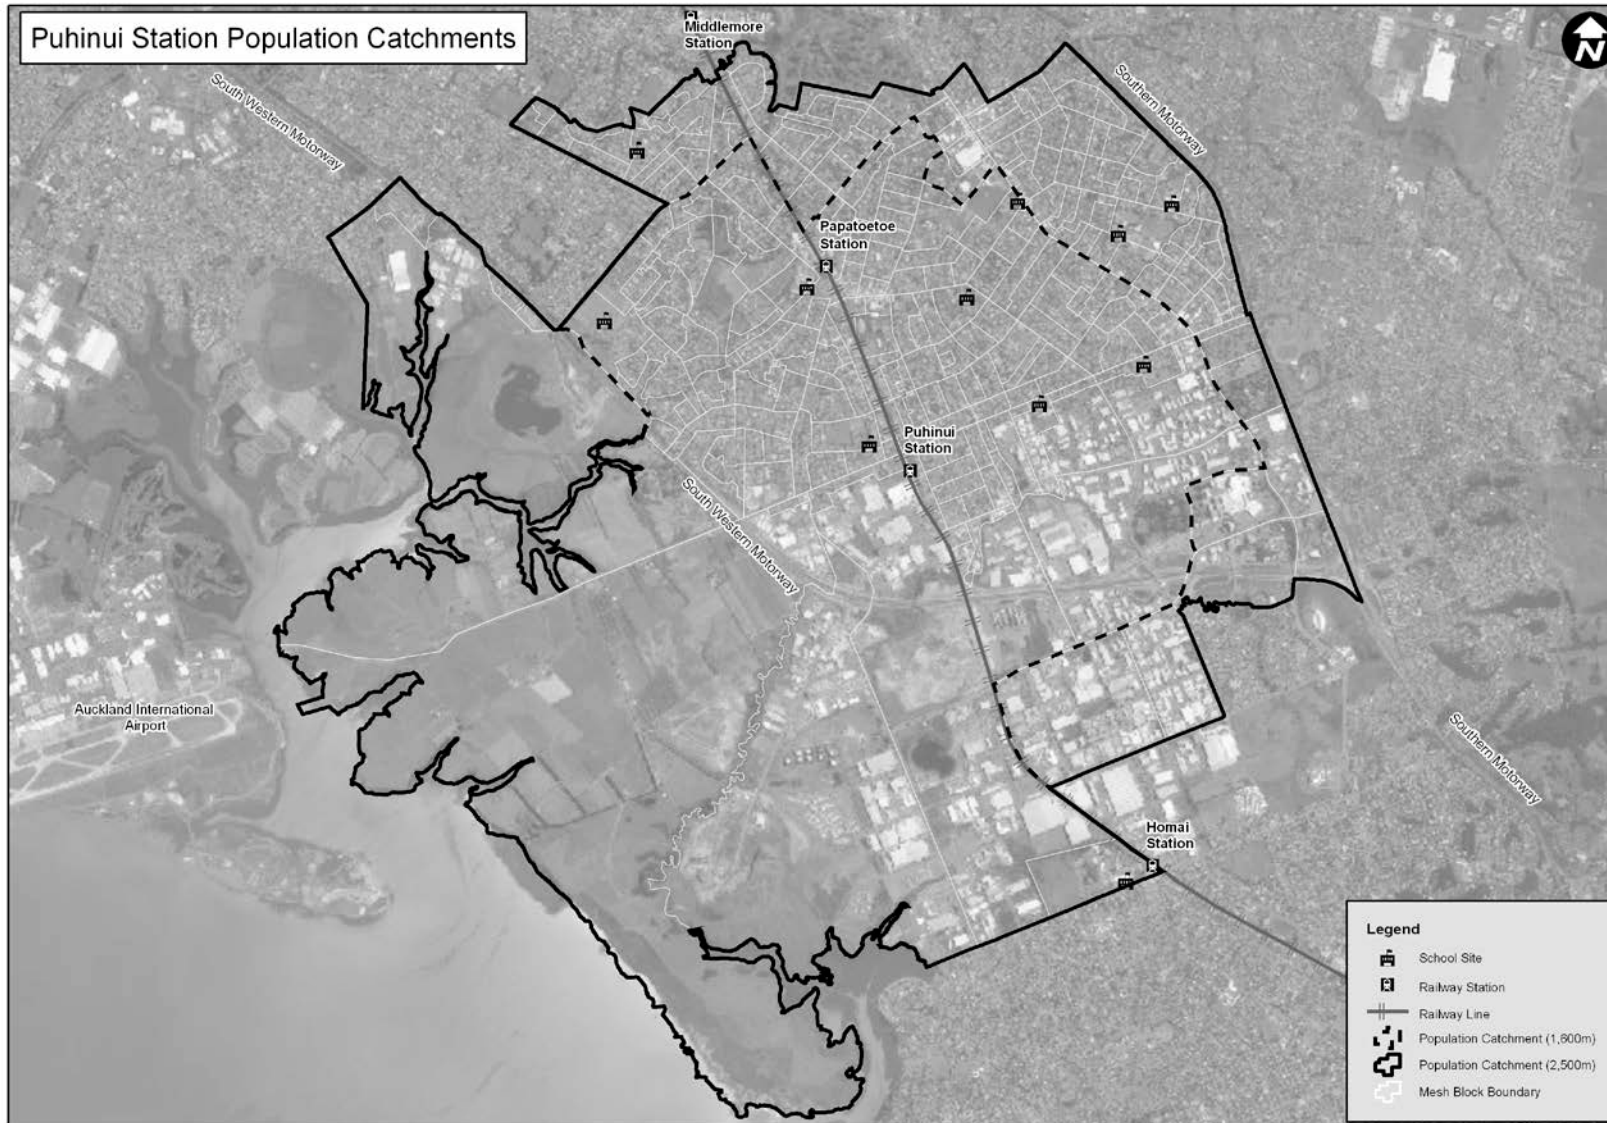 Puhinui Station Population Catchments
Middlemore
Station
N
South Western Motorway
Southern Motorway
Papatoetoe
Station
Puhinui
Station
South Western Motorway
Auckland International
Airport
Southern Motorway
Homai
Station
Legend
School Site
Railway Station
Railway Line
Population Catchment (1,600m)
Population Catchment (2,500m)
Mesh Block Boundary